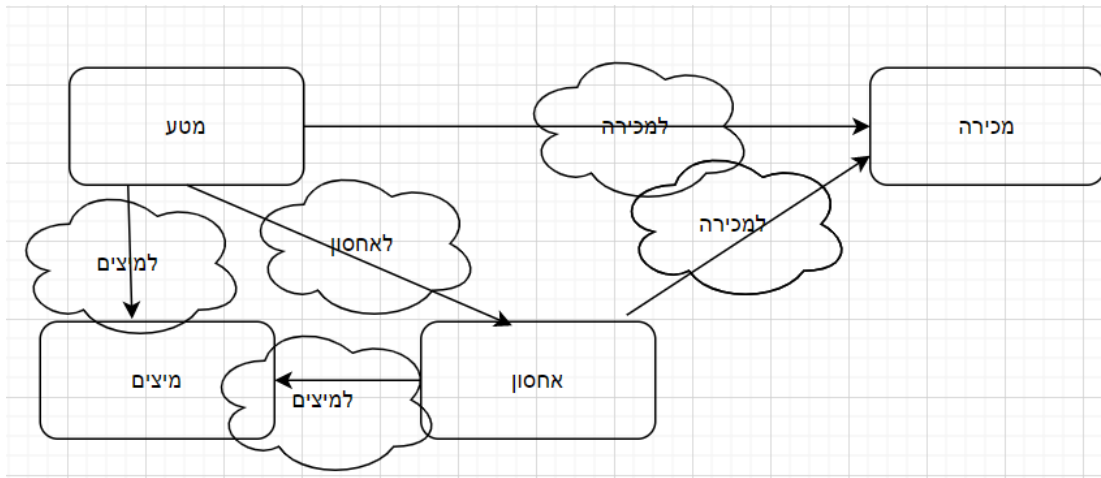 מכירה
למכירה
מטע
למכירה
לאחסון
למיצים
אחסון
מיצים
למיצים